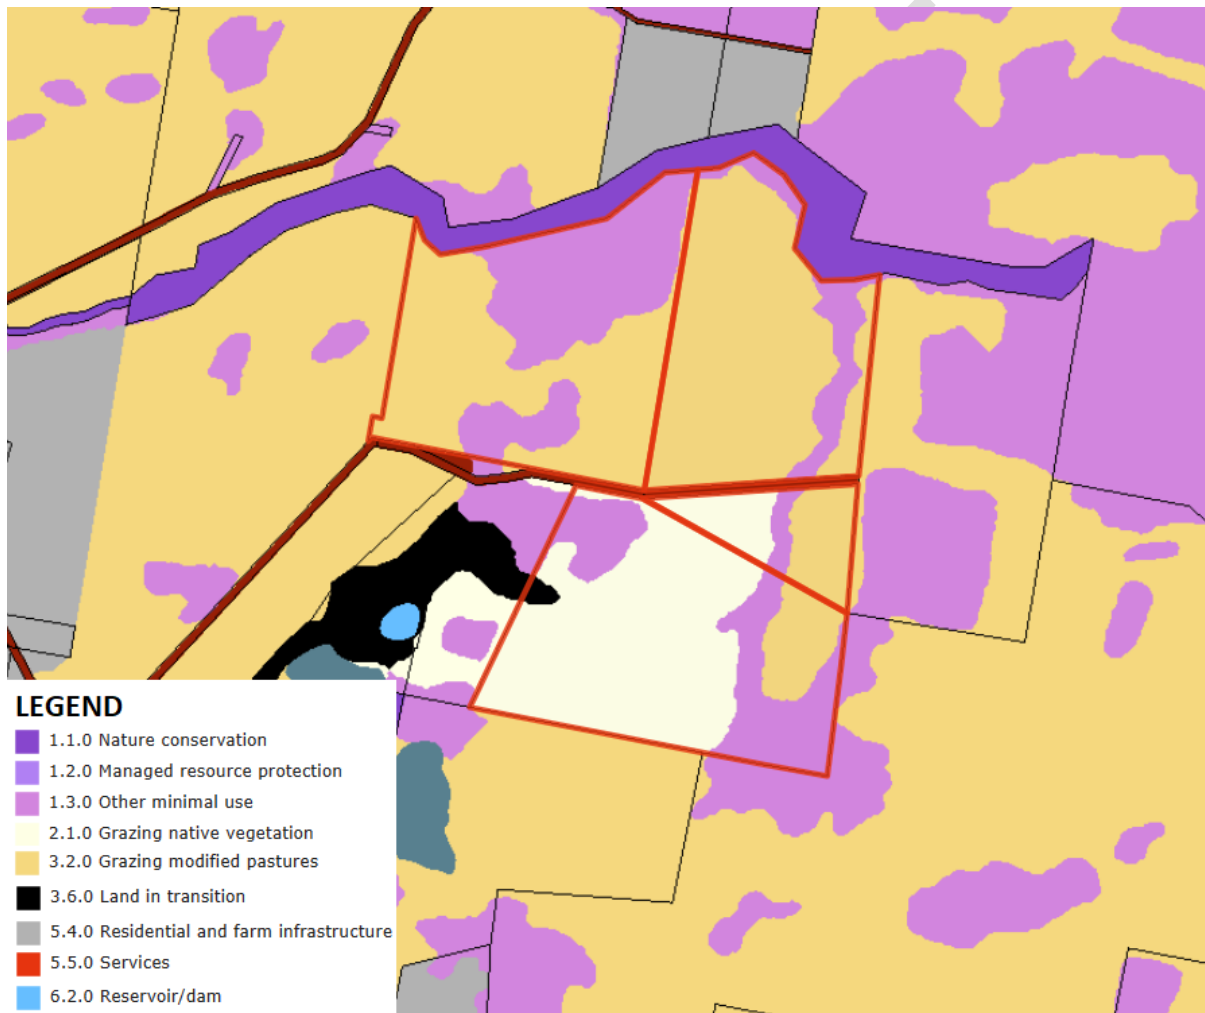 LEGEND
1.1.0 Nature conservation
1.2.0 Managed resource protection
1.3.0 Other minimal use
2.1.0 Grazing native vegetation
3.2.0 Grazing modified pastures
3.6.0 Land in transition
5.4.0 Residential and farm infrastructure
5.5.0 Services
6.2.0 Reservoir/dam